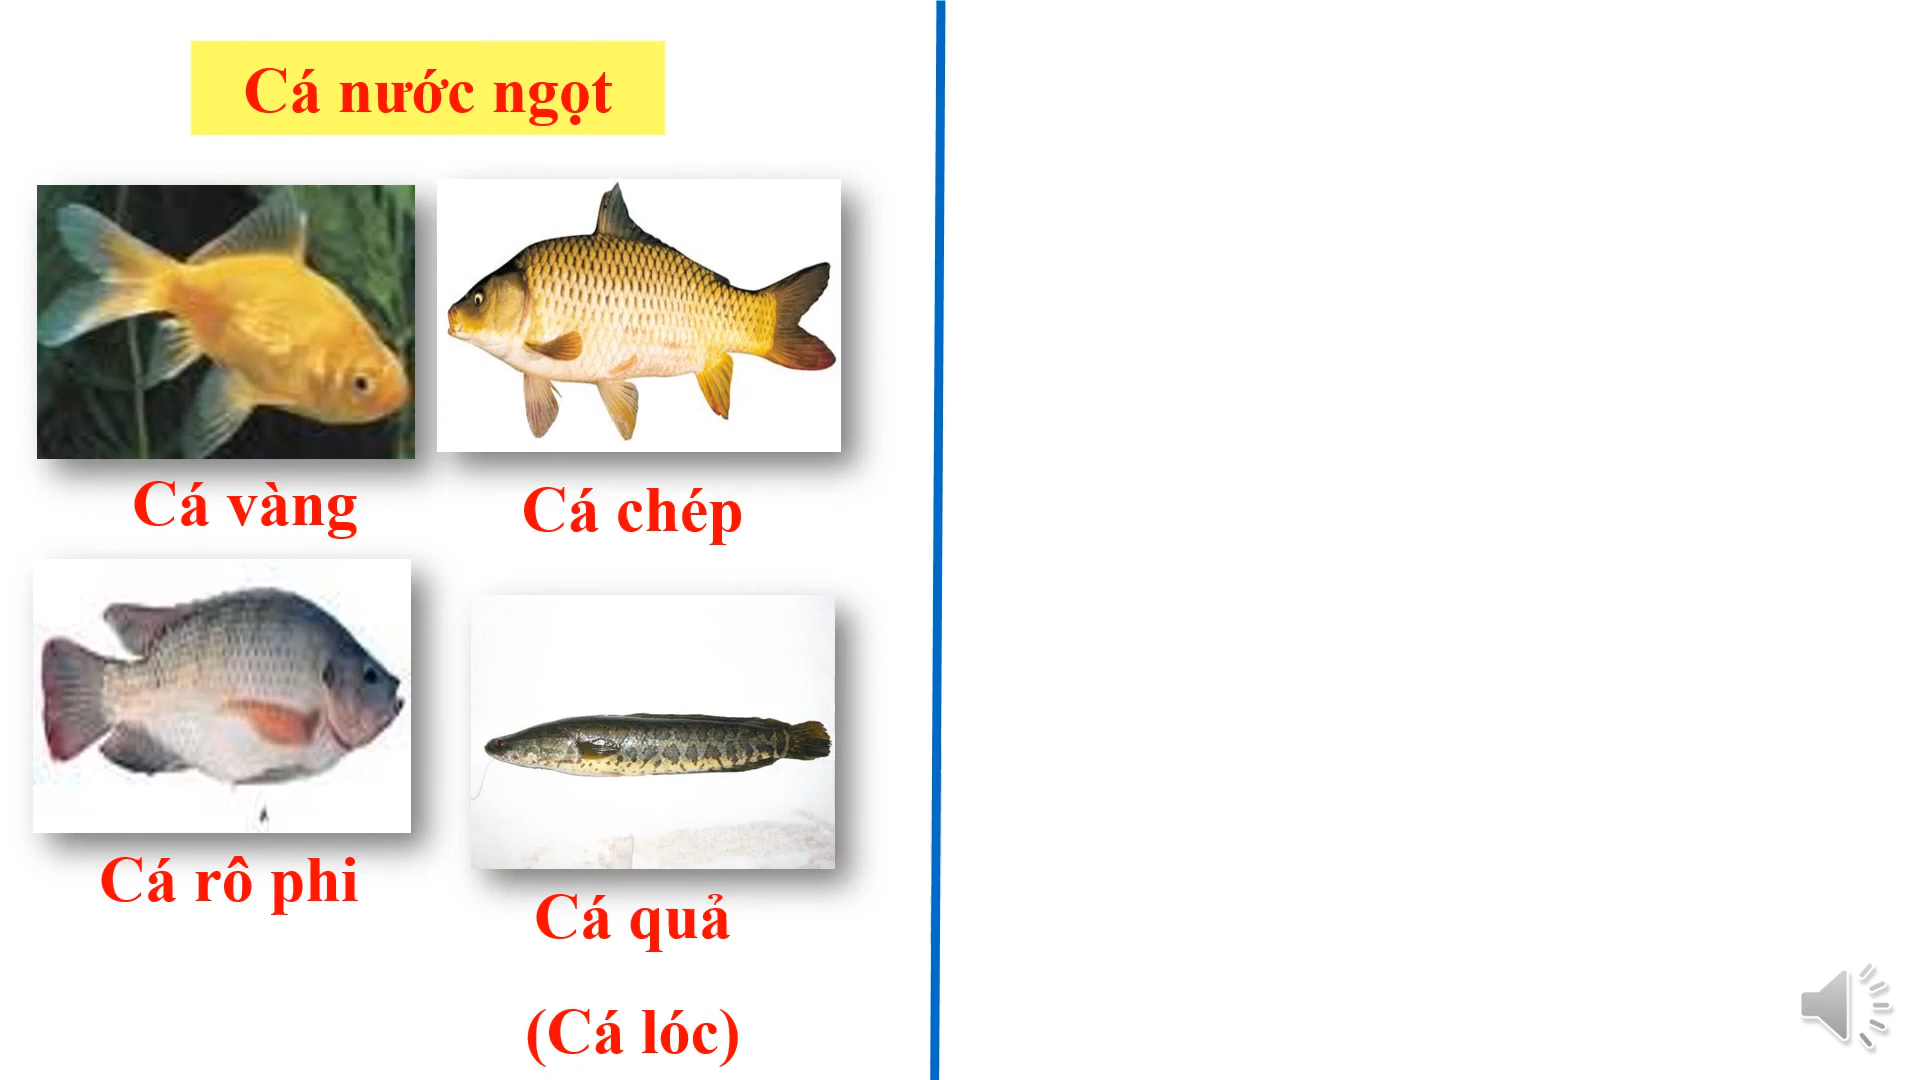 Cá nước ngọt
Cá vàng
Cá chép
Cá rô phi
Cá quả
(Cá lóc)